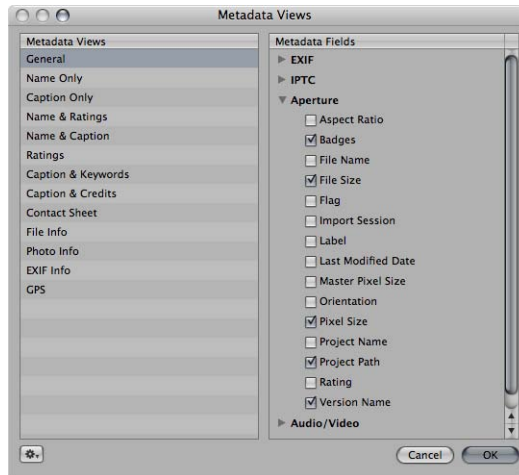 Metadata Views
Metadata Views
General
Name Only
Caption Only
Name & Ratings
Name & Caption
Ratings
Caption & Keywords
Caption & Credits
Contact Sheet
File Info
Photo Info
EXIF Info
GPS
Metadata Fields
EXIF
IPTC
Aperture
Aspect Ratio
Badges
File Name
File Size
Flag
Import Session
Label
Last Modified Date
Master Pixel Size
Orientation
Pixel Size
Project Name
Project Path
Rating
Version Name
Audio/Video
Cancel
OK